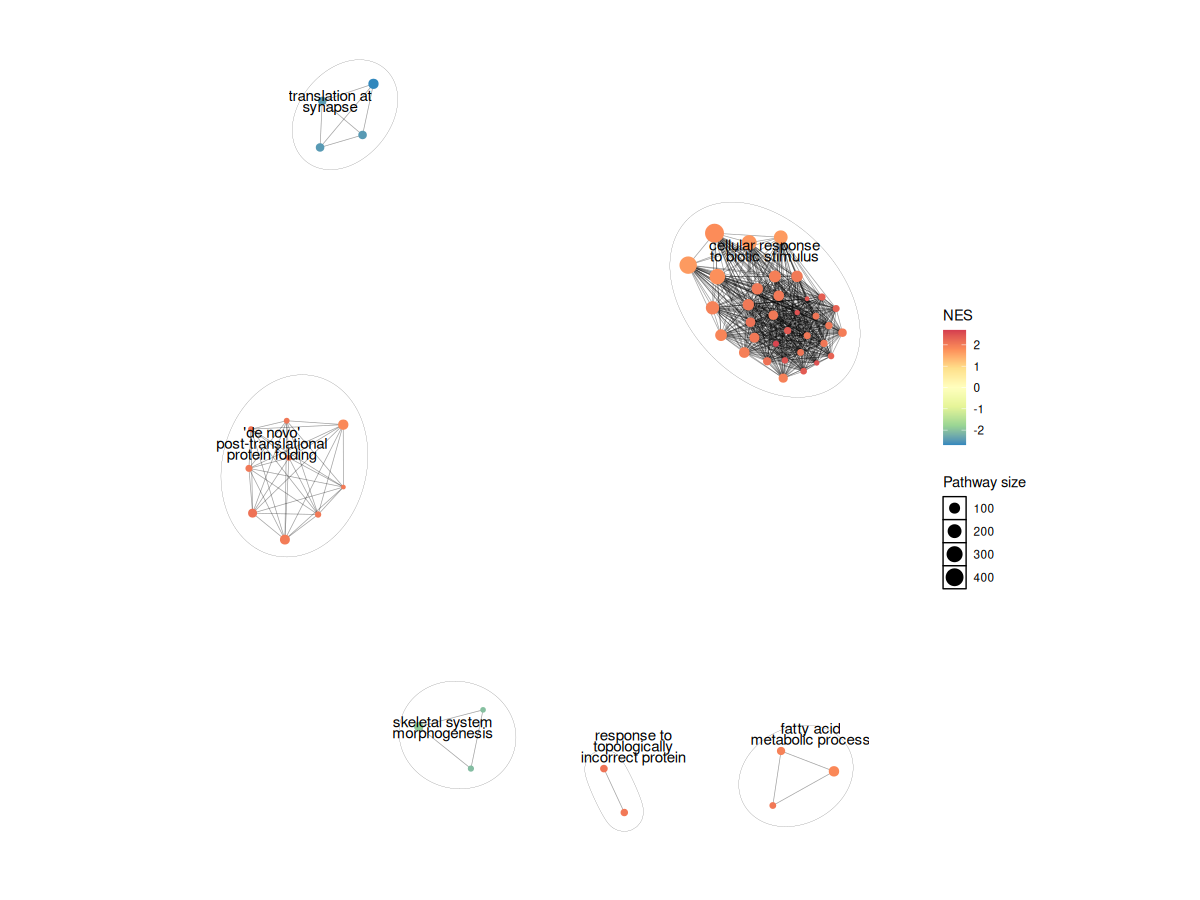 translation at
synapse
cellular response
to biotic stimulus
'de novo'
post-translational
protein folding
skeletal system
morphogenesis
response to
topologically
incorrect protein
fatty acid
metabolic process
NES
2
1
0
-1
-2
Pathway size
100
200
300
400